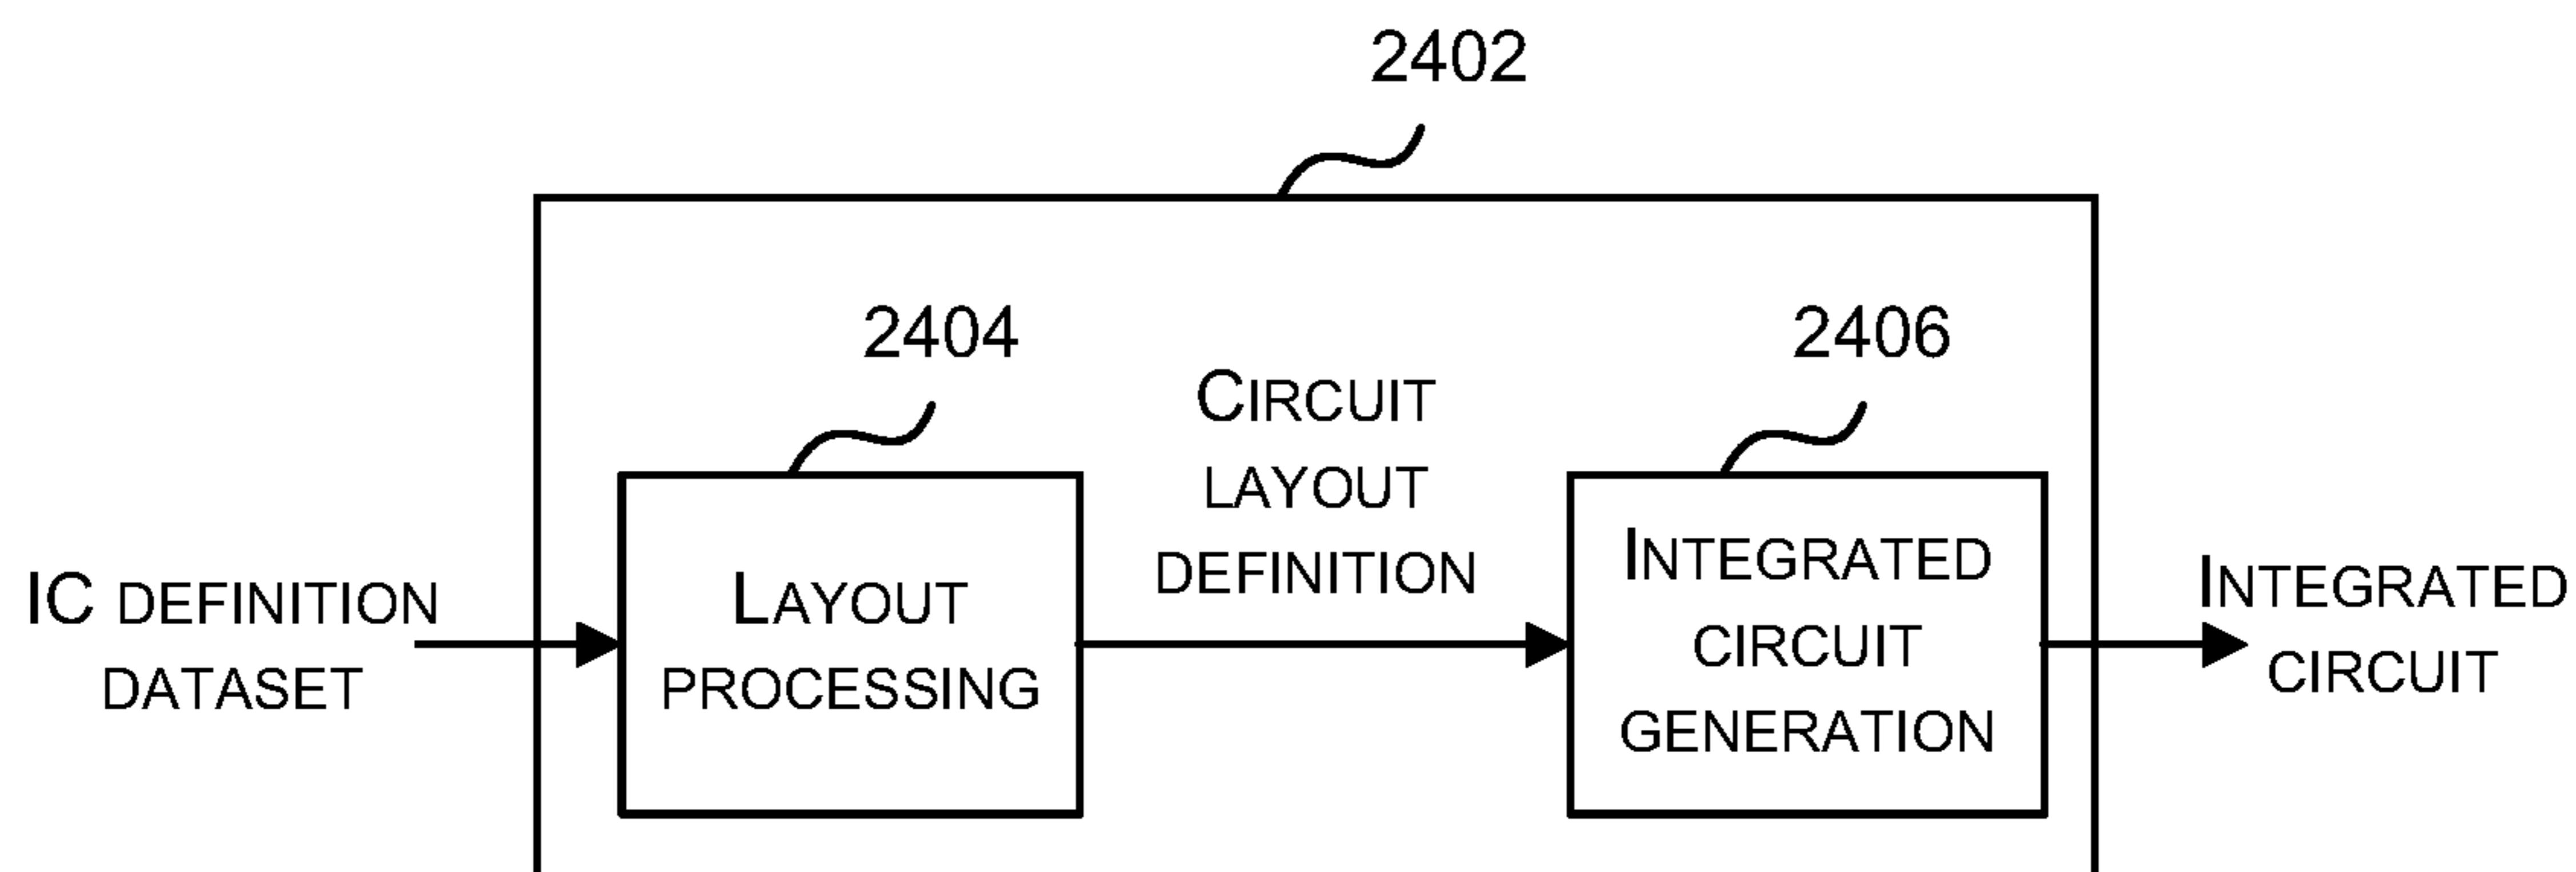 2402
2404
2406
CIRCUIT
LAYOUT
DEFINITION
IC DEFINITION
DATASET
LAYOUT
PROCESSING
INTEGRATED
CIRCUIT
GENERATION
INTEGRATED
CIRCUIT